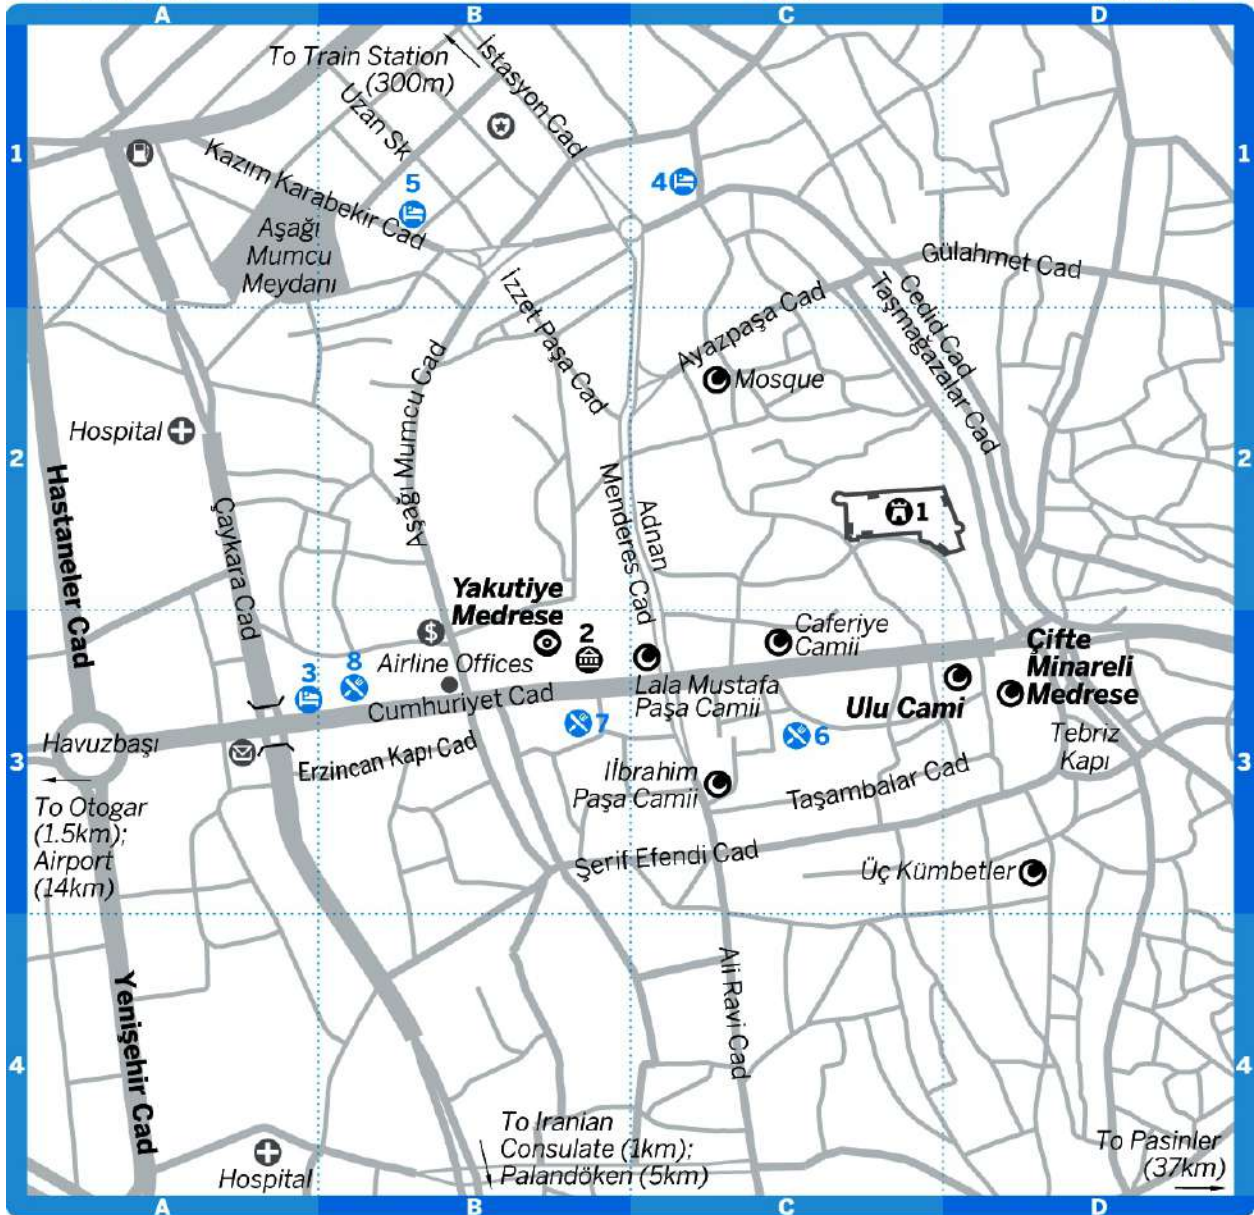 A
B
C
D
To Train Station
(300m)
İstasyon Cad
Uzan Sk
1
1
Kazım Karabekir Cad
5
4
Aşağı
Mumcu
Meydanı
Gülahmet Cad
İzzet Paşa Cad
Cedid Cad
Taşmağazalar Cad
Ayazpaşa Cad
Mosque
Aşağı Mumcu Cad
Hospital
2
2
Hastaneler Cad
Çaykara Cad
Adnan
Menderes Cad
1
Yakutiye
Medrese
2
Caferiye
Camii
Çifte
Minareli
Medrese
$
Airline Offices
3
8
Cumhuriyet Cad
Lala Mustafa
Paşa Camii
Ulu Cami
7
6
Havuzbaşı
Erzincan Kapı Cad
Tebriz
Kapı
3
3
Iİbrahim
Paşa Camii
Taşambalar Cad
To Otogar
(1.5km);
Airport
(14km)
Şerif Efendi Cad
Üç Kümbetler
Yenişehir Cad
Ali Ravi Cad
4
4
To Iranian
Consulate (1km);
Palandöken (5km)
To Pasinler
(37km)
Hospital
A
B
C
D